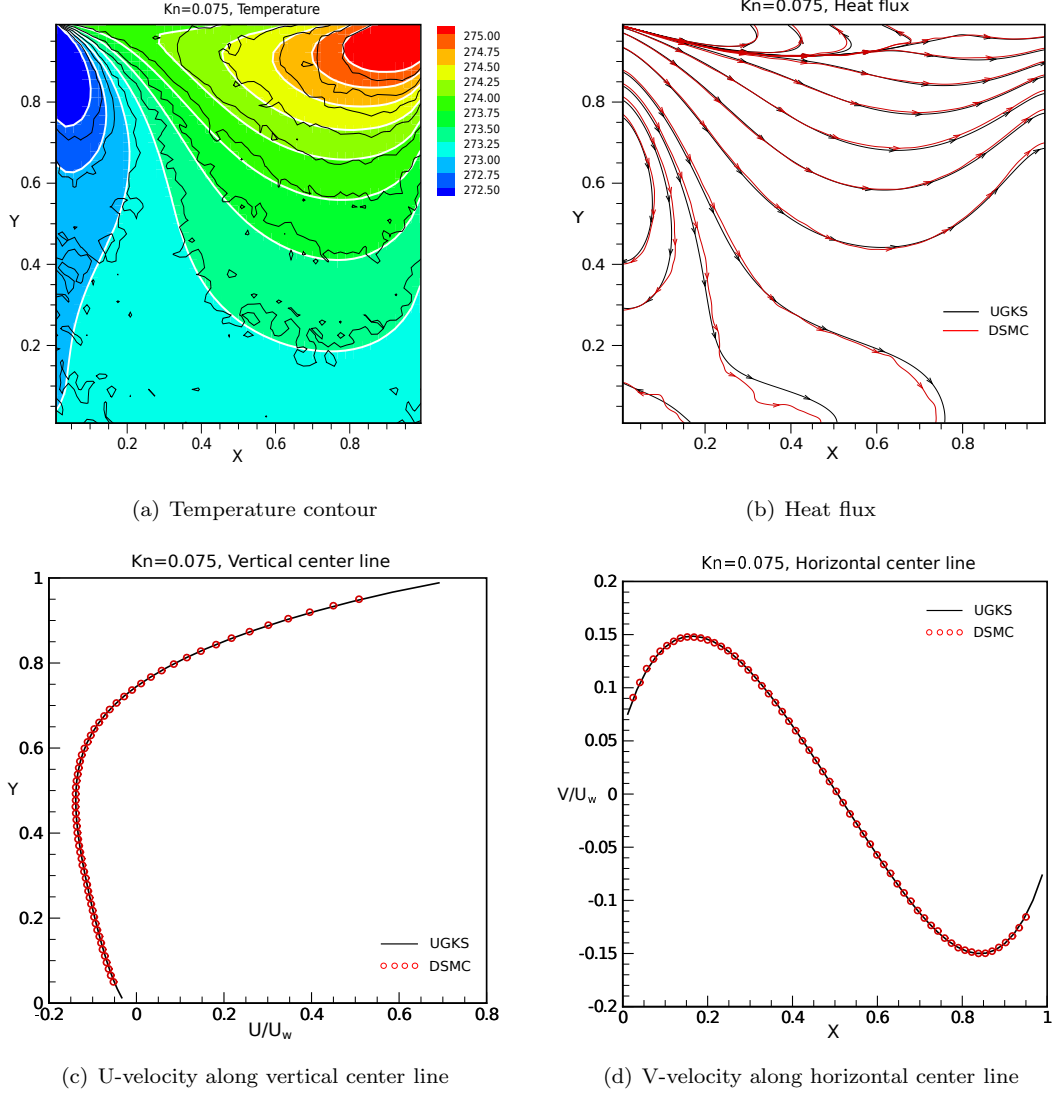 Kn=0.075, Temperature
Y
0.8
0.6
0.4
0.2
0.2
0.4
0.6
0.8
X
275.00
274.75
274.50
274.25
274.00
273.75
273.50
273.25
273.00
272.75
272.50
(a) Temperature contour
Kn=0.075, Heat flux
Y
0.8
0.6
0.4
0.2
0.2
0.4
0.6
0.8
X
UGKS
DSMC
(b) Heat flux
Kn=0.075, Vertical center line
Y
1
0.8
0.6
0.4
0.2
0
-0.2
0
0.2
0.4
0.6
0.8
U/Uw
UGKS
DSMC
(c) U-velocity along vertical center line
Kn=0.075, Horizontal center line
V/Uw
0.2
0.15
0.1
0.05
0
-0.05
-0.1
-0.15
-0.2
0
0.2
0.4
0.6
0.8
1
X
UGKS
DSMC
(d) V-velocity along horizontal center line